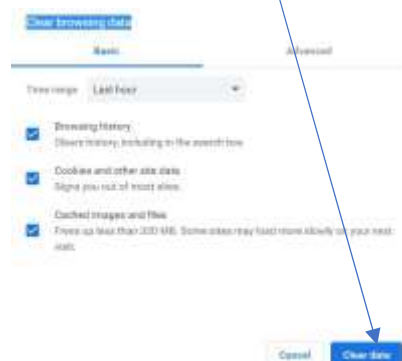 Clear browsing data
Basic Advanced
Time range Last hour
Browsing history
Clears history, including in the search box
Cookies and other site data
Signs you out of most sites.
Cached images and files
Frees up less than 320 MB. Some sites may load more slowly on your next
visit.
Cancel Clear data